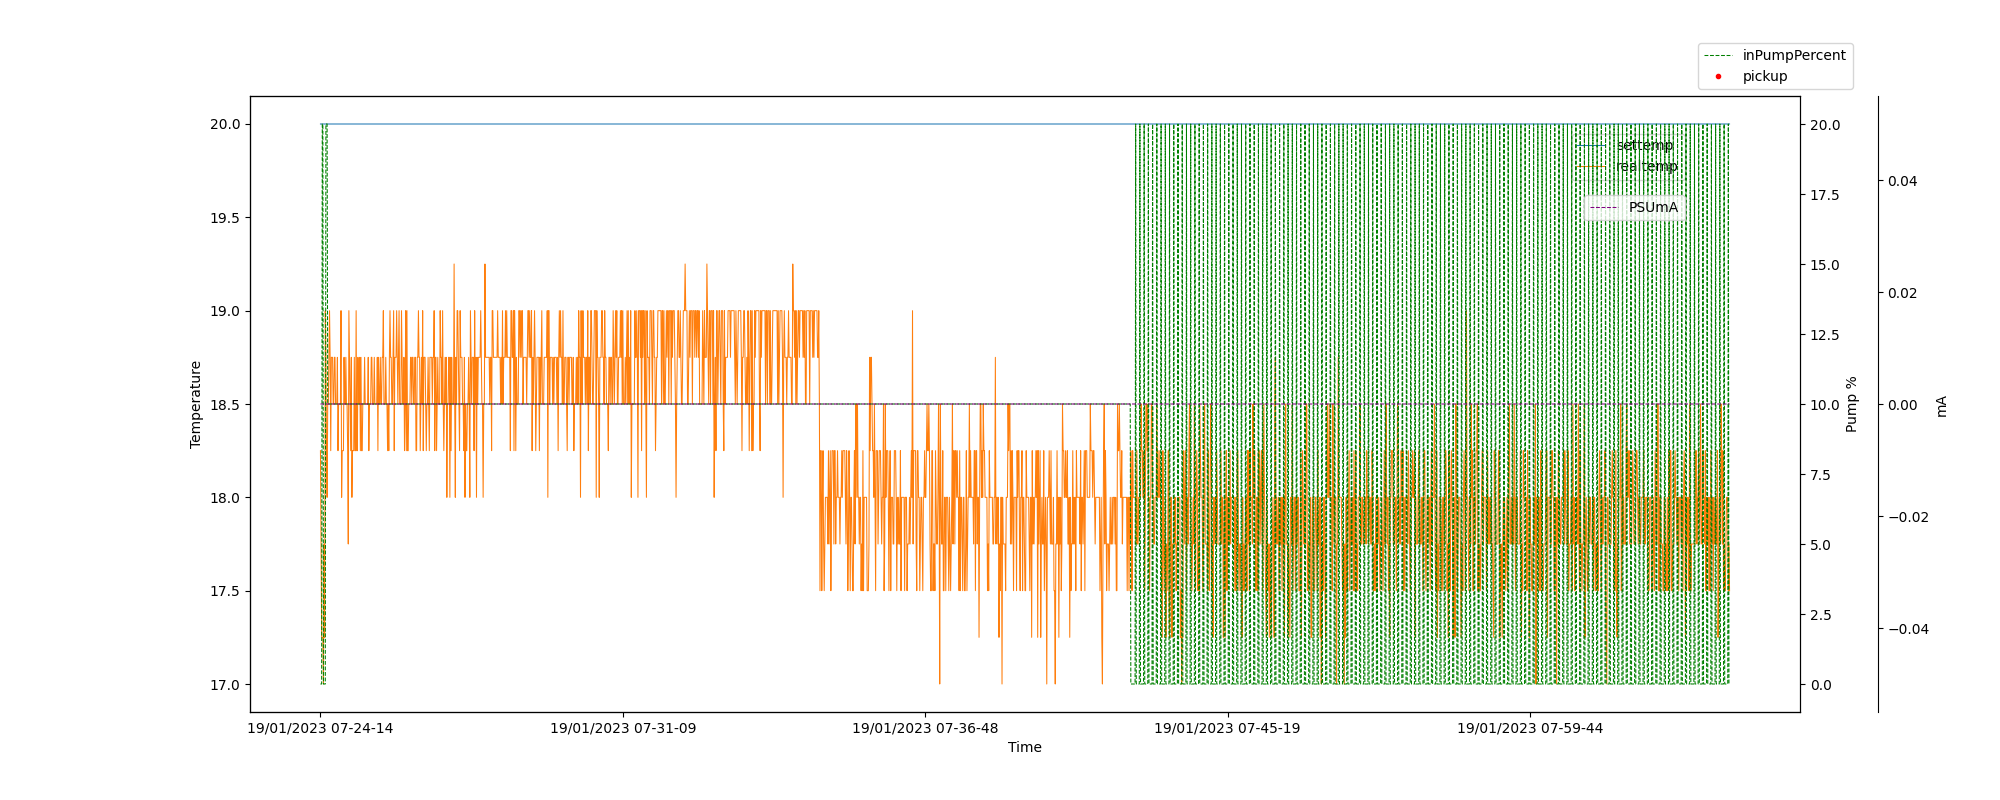 inPumpPercent
pickup
20.0
19.5
19.0
18.5
18.0
17.5
17.0
Temperature
settemp
realtemp
PSUmA
20.0
17.5
15.0
12.5
10.0
7.5
5.0
2.5
0.0
Pump %
0.04
0.02
0.00
−0.02
−0.04
mA
19/01/2023 07-24-14
19/01/2023 07-31-09
19/01/2023 07-36-48
19/01/2023 07-45-19
19/01/2023 07-59-44
Time